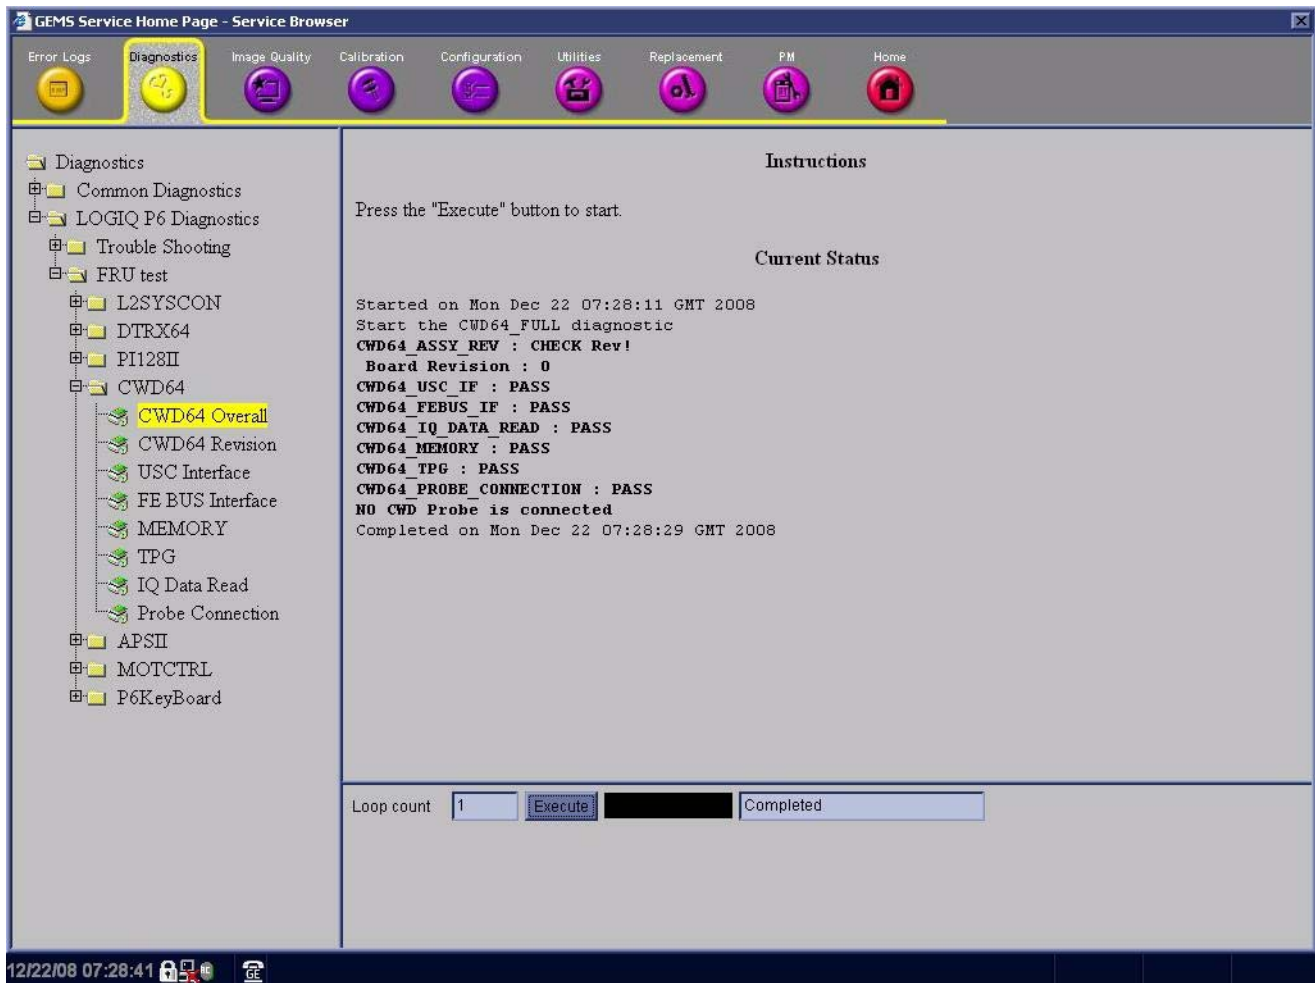 GEMS Service Home Page - Service Browser
Error Logs
Diagnostics
Image Quality
Calibration
Configuration
Utilities
Replacement
PM
Home
Diagnostics
Common Diagnostics
LOGIQ P6 Diagnostics
Trouble Shooting
FRU test
L2SYSCON
DTRX64
PI128II
CWD64
CWD64 Overall
CWD64 Revision
USC Interface
FE BUS Interface
MEMORY
TPG
IQ Data Read
Probe Connection
APSII
MOTCTRL
P6KeyBoard
Instructions
Press the "Execute" button to start.
Current Status
Started on Mon Dec 22 07:28:11 GMT 2008
Start the CWD64_FULL diagnostic
CWD64_ASSY_REV : CHECK Rev!
Board Revision : 0
CWD64_USC_IF : PASS
CWD64_FEBUS_IF : PASS
CWD64_IQ_DATA_READ : PASS
CWD64_MEMORY : PASS
CWD64_TPG : PASS
CWD64_PROBE_CONNECTION : PASS
NO CWD Probe is connected
Completed on Mon Dec 22 07:28:29 GMT 2008
Loop count 1 Execute Completed
12/22/08 07:28:41 GE